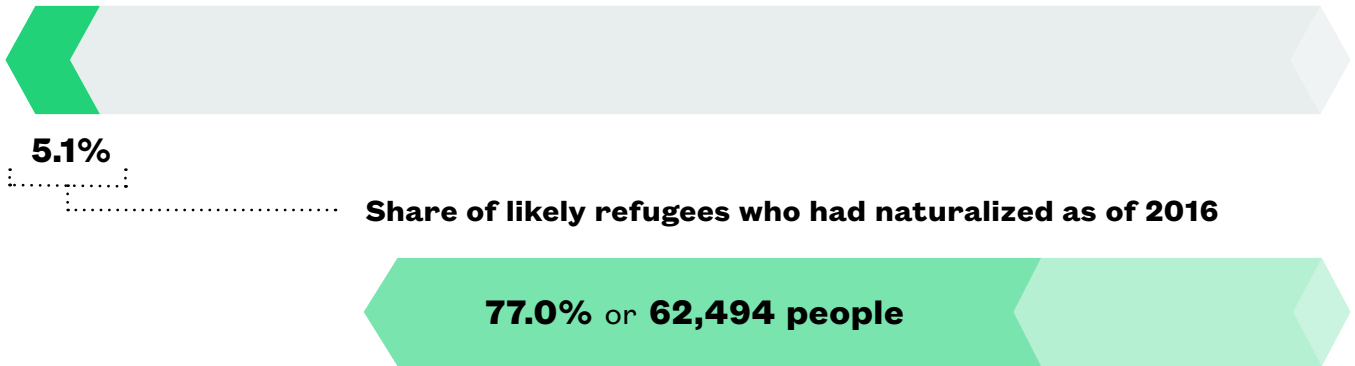 5.1%
Share of likely refugees who had naturalized as of 2016
77.0% or 62,494 people